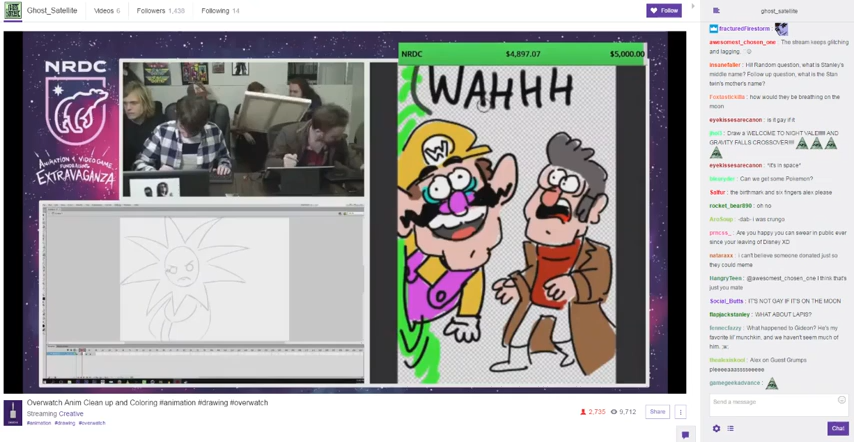 Ghost_Satellite
Videos 6
Followers 1,438
Following 14
Follow
NRDC
ANIMATION & VIDEO GAME
FUNDRAISING
EXTRAVAGANZA
NRDC $4,897.07 $5,000.00
WAHHH
W
Overwatch Anim Clean up and Coloring #animation #drawing #overwatch
Streaming Creative
#animation #drawing #overwatch
2,735
9,712
Share
ghost_satellite
fracturedFirestorm
awesomest_chosen_one : The stream keeps glitching
and lagging.
insanefaller : Hi! Random question, what is Stanley's
middle name? Follow up question, what is the Stan
twin's mother's name?
how would they be breathing on the
moon
eyekissesarecanon : is it gay if it
Draw a WELCOME TO NIGHT VALE!!!!! AND
GRAVITY FALLS CROSSOVER!!!!
eyekissesarecanon : *it's in space*
Can we get some Pokemon?
the birthmark and six fingers alex please
rocket_bear890 : oh no
AroSoup : -dab- i was crungo
pmcss_ : Are you happy you can swear in public ever
since your leaving of Disney XD
i can't believe someone donated just so
they could meme
HungryTees : @awesomest_chosen_one I think that's
just you mate
Social_Butts : IT'S NOT GAY IF IT'S ON THE MOON
flapjackstanley : WHAT ABOUT LAPIS?
What happened to Gideon? He's my
favorite lil' munchkin, and we haven't seen much of
him. :w:
Alex on Guest Grumps
gamegeekadvance :
Send a message
Chat